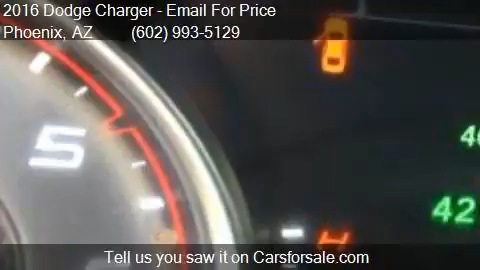 2016 Dodge Charger - Email For Price
Phoenix, AZ (602) 993-5129
5
42
Tell us you saw it on Carsforsale.com